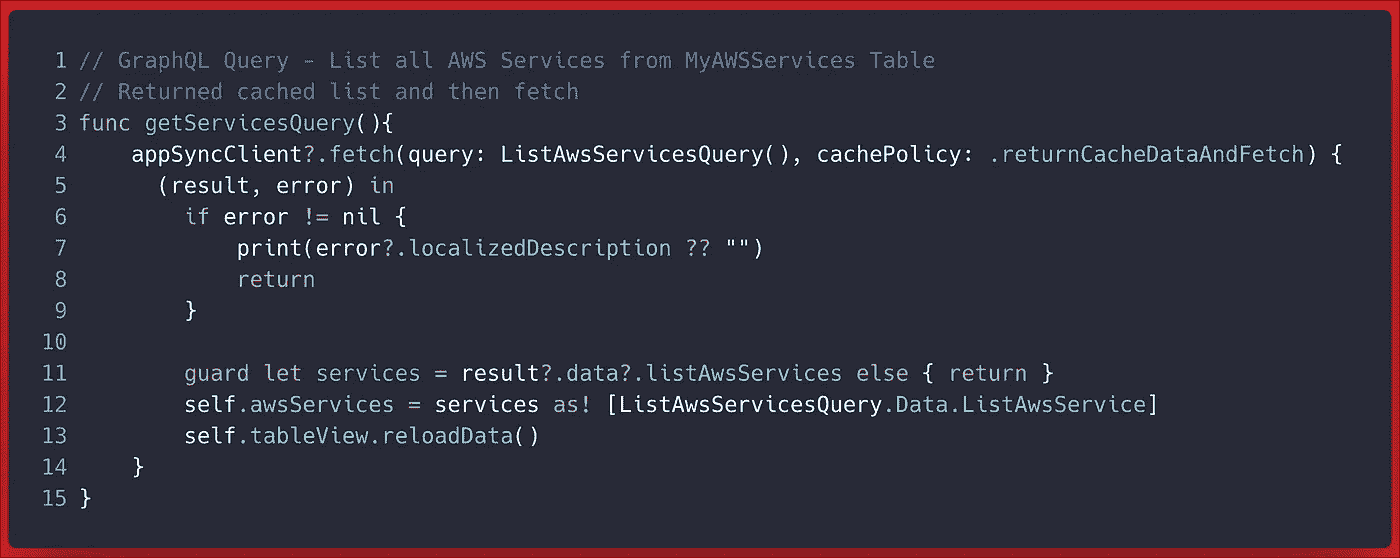 1 // GraphQL Query - List all AWS Services from MyAWSServices Table
2 // Returned cached list and then fetch
3 func getServicesQuery(){
4     appSyncClient?.fetch(query: ListAwsServicesQuery(), cachePolicy: .returnCacheDataAndFetch) {
5       (result, error) in
6         if error != nil {
7             print(error?.localizedDescription ?? "")
8             return
9         }
10
11         guard let services = result?.data?.listAwsServices else { return }
12         self.awsServices = services as! [ListAwsServicesQuery.Data.ListAwsService]
13         self.tableView.reloadData()
14     }
15 }